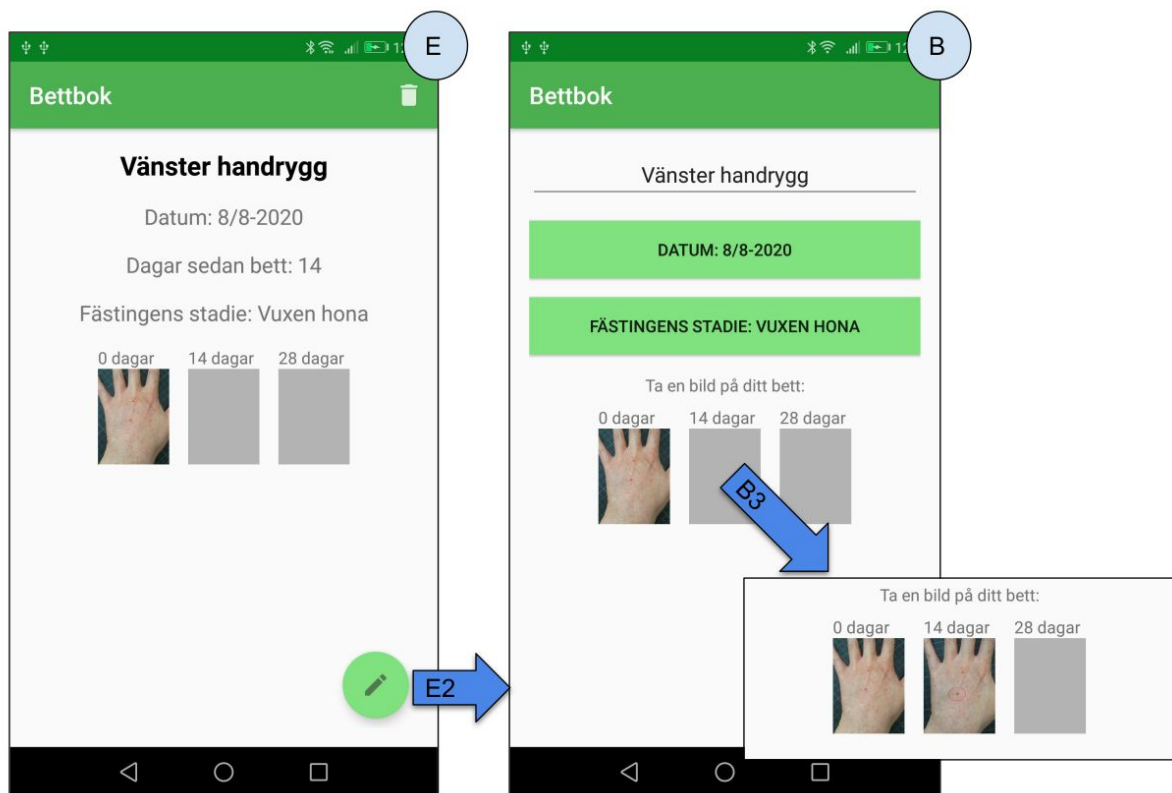 E
12
Bettbok
Vänster handrygg
Datum: 8/8-2020
Dagar sedan bett: 14
Fästingens stadie: Vuxen hona
0 dagar 14 dagar 28 dagar
E2
B
12
Bettbok
Vänster handrygg
DATUM: 8/8-2020
FÄSTINGENS STADIE: VUXEN HONA
Ta en bild på ditt bett:
0 dagar 14 dagar 28 dagar
B3
Ta en bild på ditt bett:
0 dagar 14 dagar 28 dagar